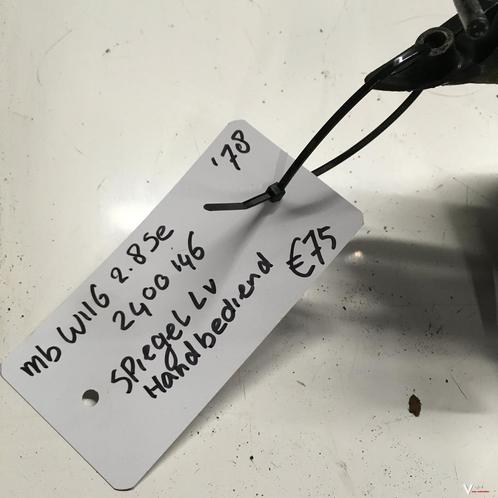 '78
mb W116 2.8se
2400146
Spiegel LV
Handbediend
€75